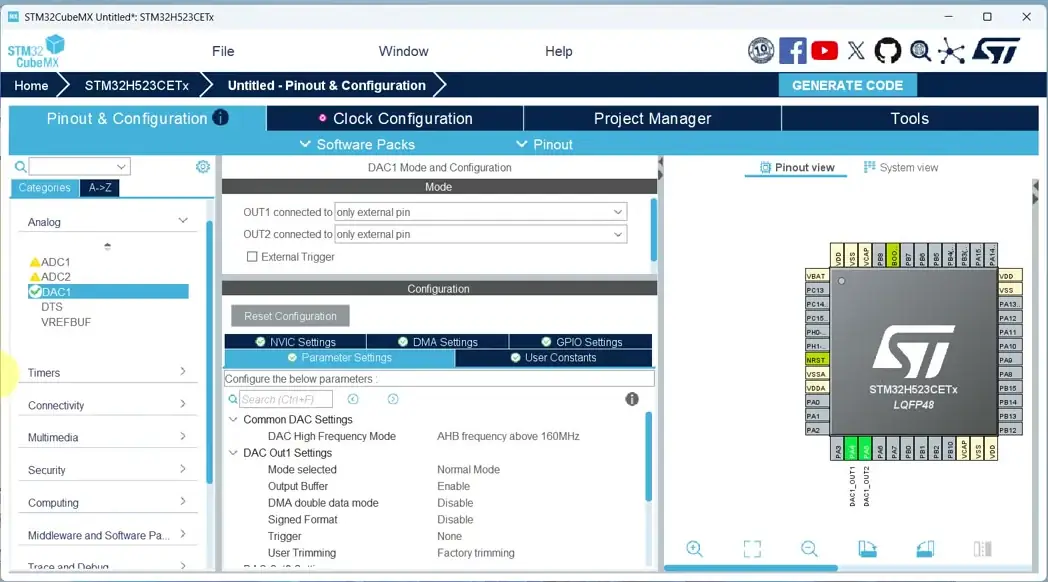 MX STM32CubeMX Untitled*: STM32H523CETx
STM32
CubeMX
File Window Help
10
ST
Home STM32H523CETx Untitled - Pinout & Configuration GENERATE CODE
Pinout & Configuration Clock Configuration Project Manager Tools
Software Packs Pinout
Categories A->Z
Analog
ADC1
ADC2
DAC1
DTS
VREFBUF
Timers
Connectivity
Multimedia
Security
Computing
Middleware and Software Pa...
Trace and Debug
DAC1 Mode and Configuration
Mode
OUT1 connected to only external pin
OUT2 connected to only external pin
External Trigger
Configuration
Reset Configuration
NVIC Settings DMA Settings GPIO Settings
Parameter Settings User Constants
Configure the below parameters :
Search (Ctrl+F)
Common DAC Settings
DAC High Frequency Mode AHB frequency above 160MHz
DAC Out1 Settings
Mode selected Normal Mode
Output Buffer Enable
DMA double data mode Disable
Signed Format Disable
Trigger None
User Trimming Factory trimming
Pinout view System view
VDD VSS VCAP PB8 BOO.. PB7 PB6 PB5 PB4( PB3( PA15.. PA14..
VBAT
PC13
PC14..
PC15..
PH0-..
PH1-..
NRST
VSSA
VDDA
PA0
PA1
PA2
VDD
VSS
PA13..
PA12
PA11
PA10
PA9
PA8
PB15
PB14
PB13
PB12
ST
STM32H523CETx
LQFP48
PA3 PA4 PA5 PA6 PA7 PB0 PB1 PB2 PB10 VCAP VSS VDD
DAC1_OUT1
DAC1_OUT2